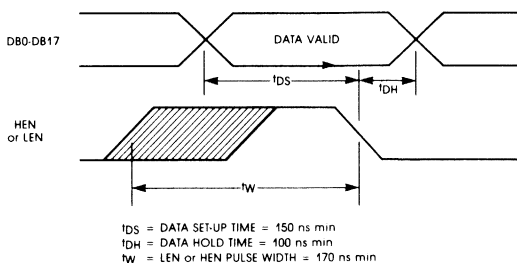 DB0-DB17
DATA VALID
tDS
tDH
HEN
or LEN
tW
tDS = DATA SET-UP TIME = 150 ns min
tDH = DATA HOLD TIME = 100 ns min
tW = LEN or HEN PULSE WIDTH = 170 ns min